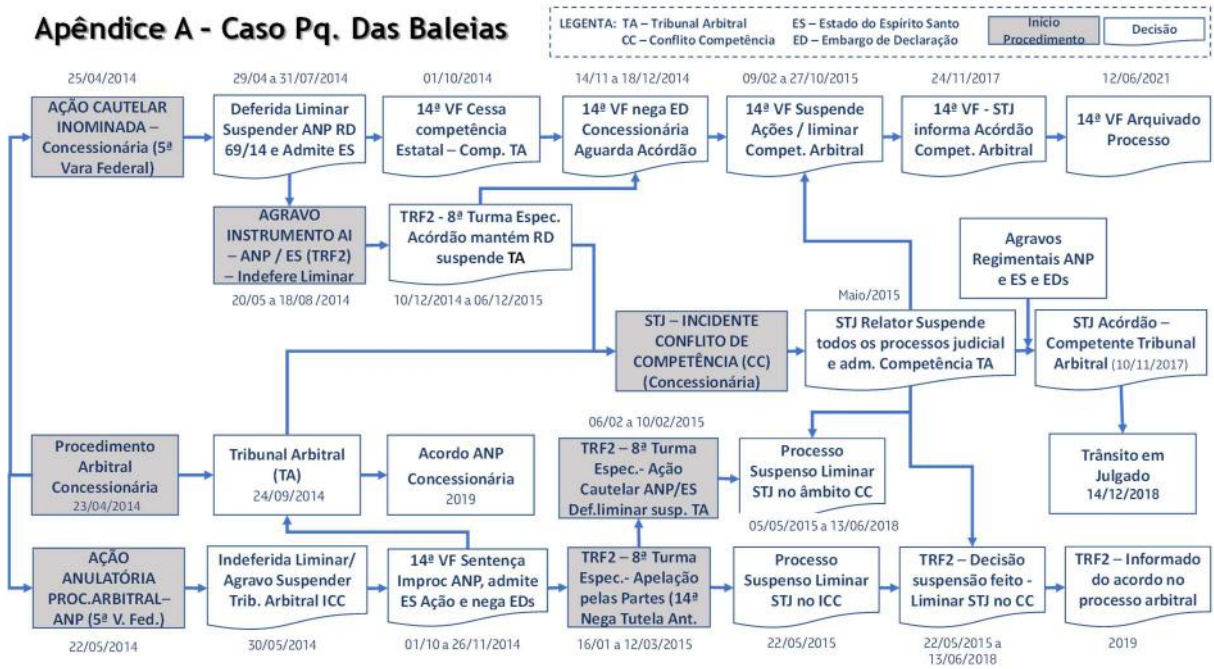 Apêndice A - Caso Pq. Das Baleias
LEGENTA: TA – Tribunal Arbitral
ES – Estado do Espírito Santo
CC – Conflito Competência
ED – Embargo de Declaração
Início
Procedimento
Decisão
25/04/2014
29/04 a 31/07/2014
01/10/2014
14/11 a 18/12/2014
09/02 a 27/10/2015
24/11/2017
12/06/2021
AÇÃO CAUTELAR
INOMINADA –
Concessionária (5ª
Vara Federal)
Deferida Liminar
Suspender ANP RD
69/14 e Admite ES
14ª VF Cessa
competência
Estatal – Comp. TA
14ª VF nega ED
Concessionária
Aguarda Acórdão
14ª VF Suspende
Ações / liminar
Compet. Arbitral
14ª VF - STJ
informa Acórdão
Compet. Arbitral
14ª VF Arquivado
Processo
AGRAVO
INSTRUMENTO AI
– ANP / ES (TRF2)
– Indefere Liminar
20/05 a 18/08 /2014
TRF2 - 8ª Turma Espec.
Acórdão mantém RD
suspende TA
10/12/2014 a 06/12/2015
Agravos
Regimentais ANP
e ES e EDs
Maio/2015
STJ – INCIDENTE
CONFLITO DE
COMPETÊNCIA (CC)
(Concessionária)
STJ Relator Suspende
todos os processos judicial
e adm. Competência TA
STJ Acórdão –
Competente Tribunal
Arbitral (10/11/2017)
Procedimento
Arbitral
Concessionária
23/04/2014
Tribunal Arbitral
(TA)
24/09/2014
Acordo ANP
Concessionária
2019
06/02 a 10/02/2015
TRF2 – 8ª Turma
Espec.- Ação
Cautelar ANP/ES
Def.liminar susp. TA
Processo
Suspenso Liminar
STJ no âmbito CC
05/05/2015 a 13/06/2018
Trânsito em
Julgado
14/12/2018
AÇÃO
ANULATÓRIA
PROC.ARBITRAL–
ANP (5ª V. Fed.)
22/05/2014
Indeferida Liminar/
Agravo Suspender
Trib. Arbitral ICC
30/05/2014
14ª VF Sentença
Improc ANP, admite
ES Ação e nega EDs
01/10 a 26/11/2014
TRF2 – 8ª Turma
Espec.- Apelação
pelas Partes (14ª
Nega Tutela Ant.
16/01 a 12/03/2015
Processo
Suspenso Liminar
STJ no ICC
22/05/2015
TRF2 – Decisão
suspensão feito -
Liminar STJ no CC
22/05/2015 a
13/06/2018
TRF2 – Informado
do acordo no
processo arbitral
2019